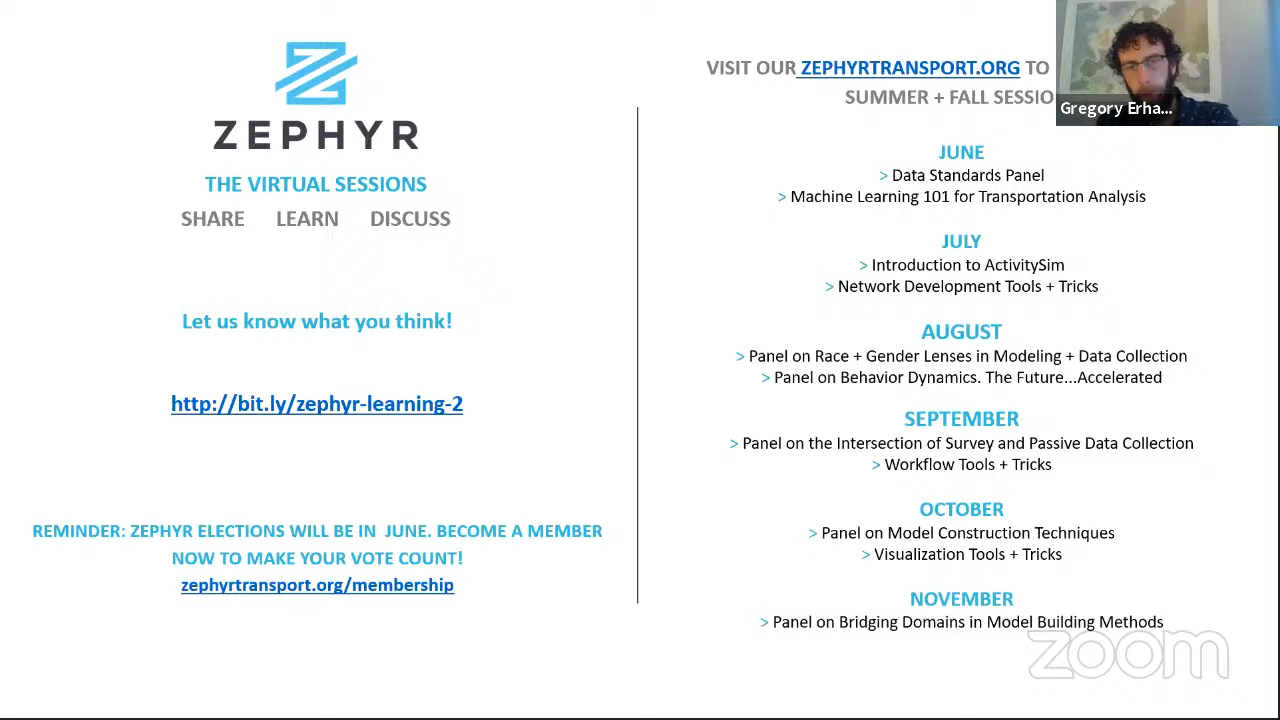 ZEPHYR
THE VIRTUAL SESSIONS
SHARE LEARN DISCUSS
Let us know what you think!
http://bit.ly/zephyr-learning-2
REMINDER: ZEPHYR ELECTIONS WILL BE IN JUNE. BECOME A MEMBER
NOW TO MAKE YOUR VOTE COUNT!
zephyrtransport.org/membership
VISIT OUR ZEPHYRTRANSPORT.ORG TO
SUMMER + FALL SESSIO
Gregory Erha...
JUNE
> Data Standards Panel
> Machine Learning 101 for Transportation Analysis
JULY
> Introduction to ActivitySim
> Network Development Tools + Tricks
AUGUST
> Panel on Race + Gender Lenses in Modeling + Data Collection
> Panel on Behavior Dynamics. The Future...Accelerated
SEPTEMBER
> Panel on the Intersection of Survey and Passive Data Collection
> Workflow Tools + Tricks
OCTOBER
> Panel on Model Construction Techniques
> Visualization Tools + Tricks
NOVEMBER
> Panel on Bridging Domains in Model Building Methods
zoom